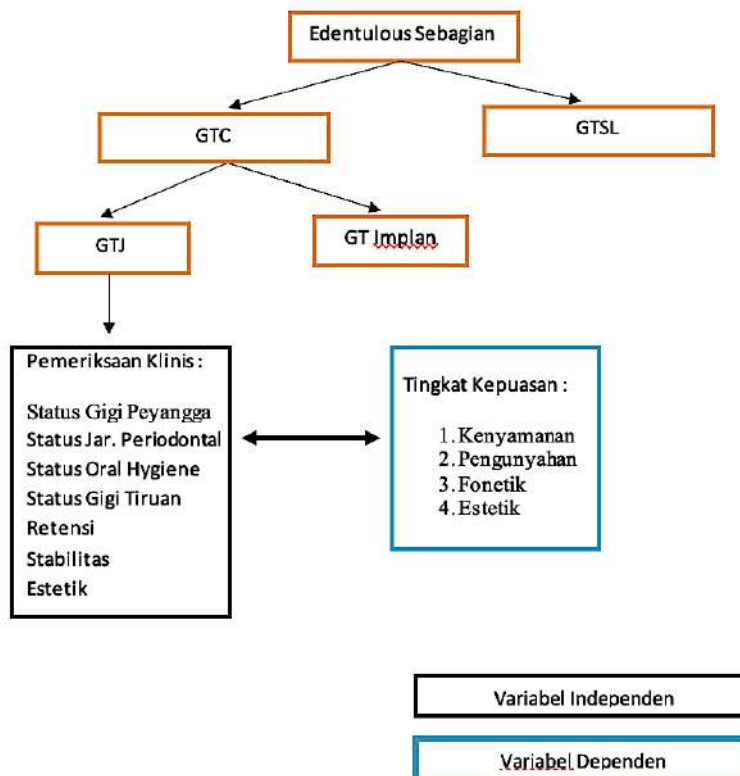 Edentulous Sebagian
GTC
GTSL
GTJ
GT Implan
Pemeriksaan Klinis :
Status Gigi Peyangga
Status Jar. Periodontal
Status Oral Hygiene
Status Gigi Tiruan
Retensi
Stabilitas
Estetik
Tingkat Kepuasan :
1. Kenyamanan
2. Pengunyahan
3. Fonetik
4. Estetik
Variabel Independen
Variabel Dependen